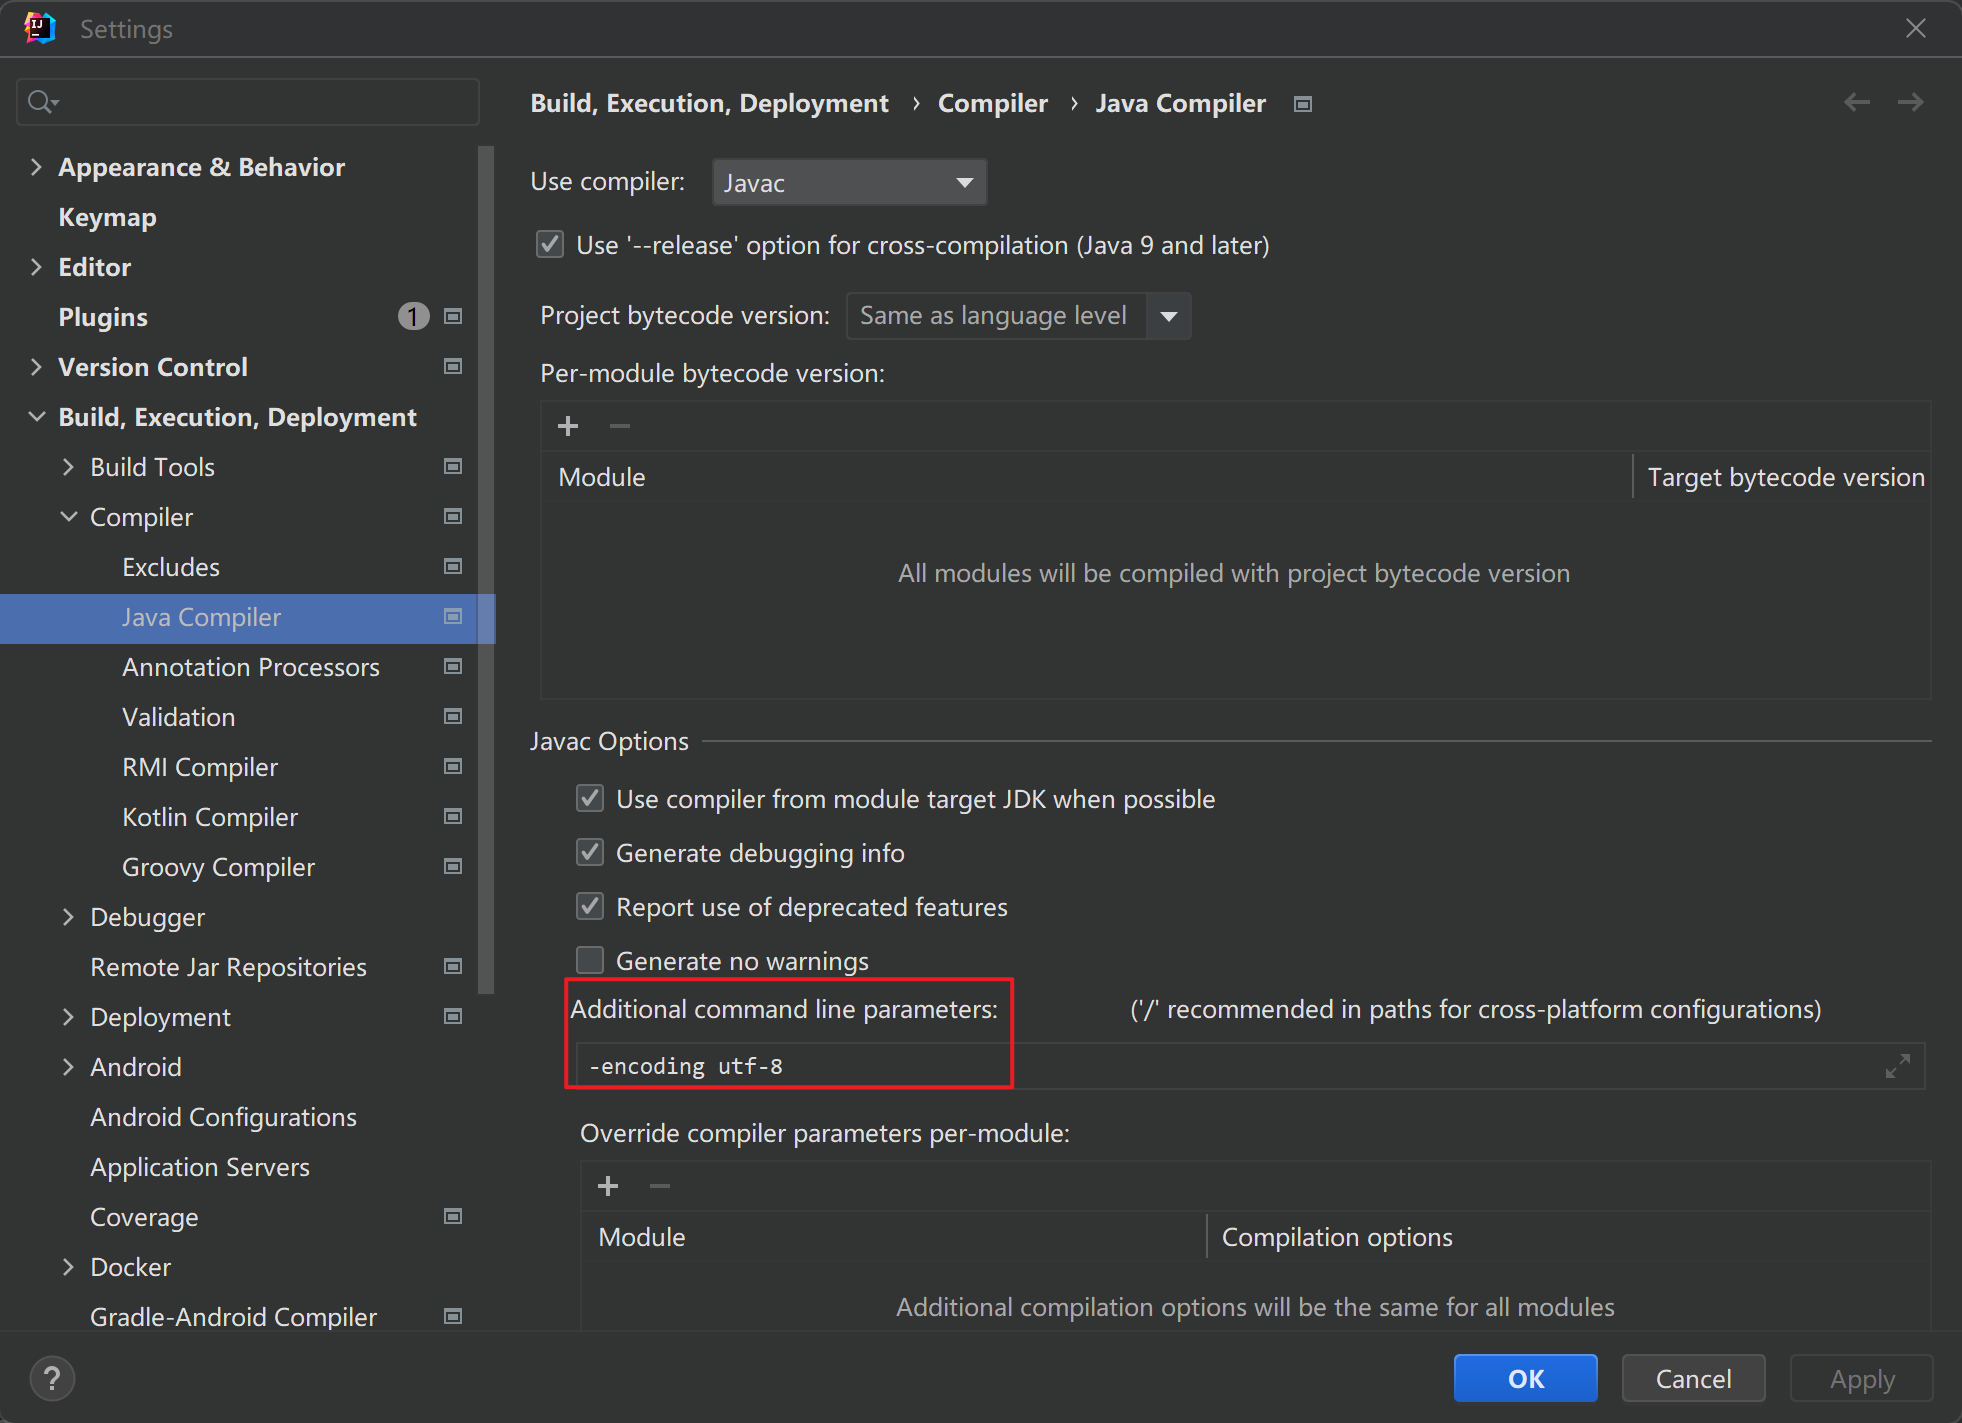 Settings
Build, Execution, Deployment › Compiler › Java Compiler
Appearance & Behavior
Keymap
Editor
Plugins 1
Version Control
Build, Execution, Deployment
Build Tools
Compiler
Excludes
Java Compiler
Annotation Processors
Validation
RMI Compiler
Kotlin Compiler
Groovy Compiler
Debugger
Remote Jar Repositories
Deployment
Android
Android Configurations
Application Servers
Coverage
Docker
Gradle-Android Compiler
Use compiler: Javac
Use '--release' option for cross-compilation (Java 9 and later)
Project bytecode version: Same as language level
Per-module bytecode version:
Module Target bytecode version
All modules will be compiled with project bytecode version
Javac Options
Use compiler from module target JDK when possible
Generate debugging info
Report use of deprecated features
Generate no warnings
Additional command line parameters: ('/' recommended in paths for cross-platform configurations)
-encoding utf-8
Override compiler parameters per-module:
Module Compilation options
Additional compilation options will be the same for all modules
? OK Cancel Apply